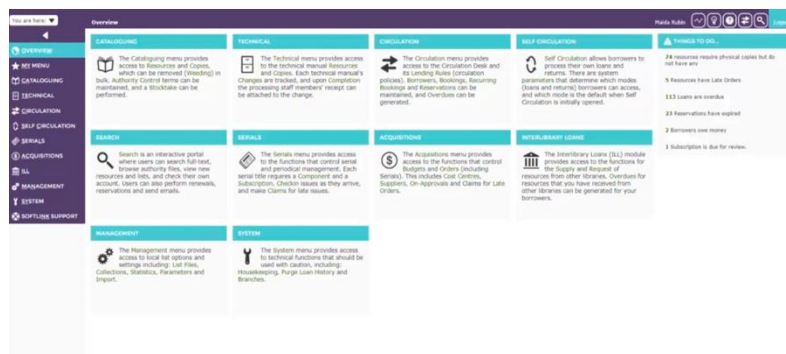 You are here:
Overview
Maida Rubin
OVERVIEW
MY MENU
CATALOGUING
TECHNICAL
CIRCULATION
SELF CIRCULATION
SERIALS
ACQUISITIONS
ILL
MANAGEMENT
SYSTEM
SOFTLINK SUPPORT
CATALOGUING
The Cataloguing menu provides
access to Resources and Copies,
which can be removed (Weeding) in
bulk. Authority Control terms can be
maintained, and a Stocktake can be
performed.
TECHNICAL
The Technical menu provides access
to the technical manual Resources
and Copies. Each technical manual's
Changes are tracked, and upon Completion
the processing staff members' receipt can
be attached to the change.
CIRCULATION
The Circulation menu provides
access to the Circulation Desk and
its Lending Rules (circulation
policies). Borrowers, Bookings, Recurring
Bookings and Reservations can be
maintained, and Overdues can be
generated.
SELF CIRCULATION
Self Circulation allows borrowers to
process their own loans and
returns. There are system
parameters that determine which modes
(loans and returns) borrowers can access,
and which mode is the default when Self
Circulation is initially opened.
THINGS TO DO...
74 resources require physical copies but do
not have any
5 Resources have Late Orders
113 Loans are overdue
23 Reservations have expired
2 Borrowers owe money
1 Subscription is due for review.
SEARCH
Search is an interactive portal
where users can search full-text,
browse authority files, view new
resources and lists, and check their own
account. Users can also perform renewals,
reservations and send emails.
SERIALS
The Serials menu provides access
to the functions that control serial
and periodical management. Each
serial title requires a Component and a
Subscription. Checkin issues as they arrive,
and make Claims for late issues.
ACQUISITIONS
The Acquisitions menu provides
access to the functions that control
Budgets and Orders (including
Serials). This includes Cost Centres,
Suppliers, On-Approvals and Claims for Late
Orders.
INTERLIBRARY LOANS
The Interlibrary Loans (ILL) module
provides access to the functions for
the Supply and Request of
resources from other libraries. Overdues for
resources that you have received from
other libraries can be generated for your
borrowers.
MANAGEMENT
The Management menu provides
access to local list options and
settings including: List Files,
Collections, Statistics, Parameters and
Import.
SYSTEM
The System menu provides access
to technical functions that should be
used with caution, including:
Housekeeping, Purge Loan History and
Branches.